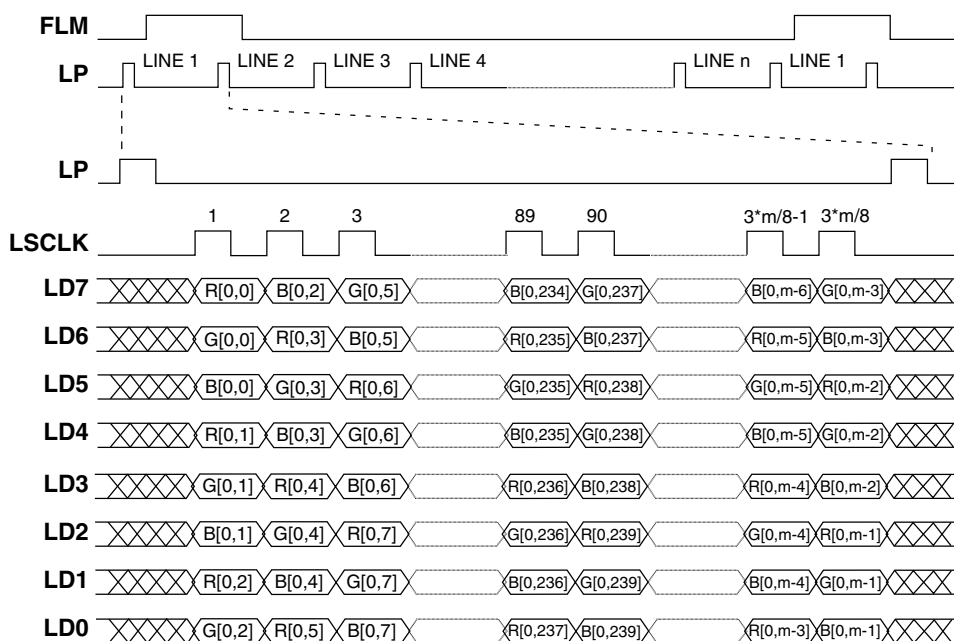 FLM
LP LINE 1 LINE 2 LINE 3 LINE 4 LINE n LINE 1
LP
1 2 3 89 90 3*m/8-1 3*m/8
LSCLK
LD7 R[0,0] B[0,2] G[0,5] B[0,234] G[0,237] B[0,m-6] G[0,m-3]
LD6 G[0,0] R[0,3] B[0,5] R[0,235] B[0,237] R[0,m-5] B[0,m-3]
LD5 B[0,0] G[0,3] R[0,6] G[0,235] R[0,238] G[0,m-5] R[0,m-2]
LD4 R[0,1] B[0,3] G[0,6] B[0,235] G[0,238] B[0,m-5] G[0,m-2]
LD3 G[0,1] R[0,4] B[0,6] R[0,236] B[0,238] R[0,m-4] B[0,m-2]
LD2 B[0,1] G[0,4] R[0,7] G[0,236] R[0,239] G[0,m-4] R[0,m-1]
LD1 R[0,2] B[0,4] G[0,7] B[0,236] G[0,239] B[0,m-4] G[0,m-1]
LD0 G[0,2] R[0,5] B[0,7] R[0,237] B[0,239] R[0,m-3] B[0,m-1]